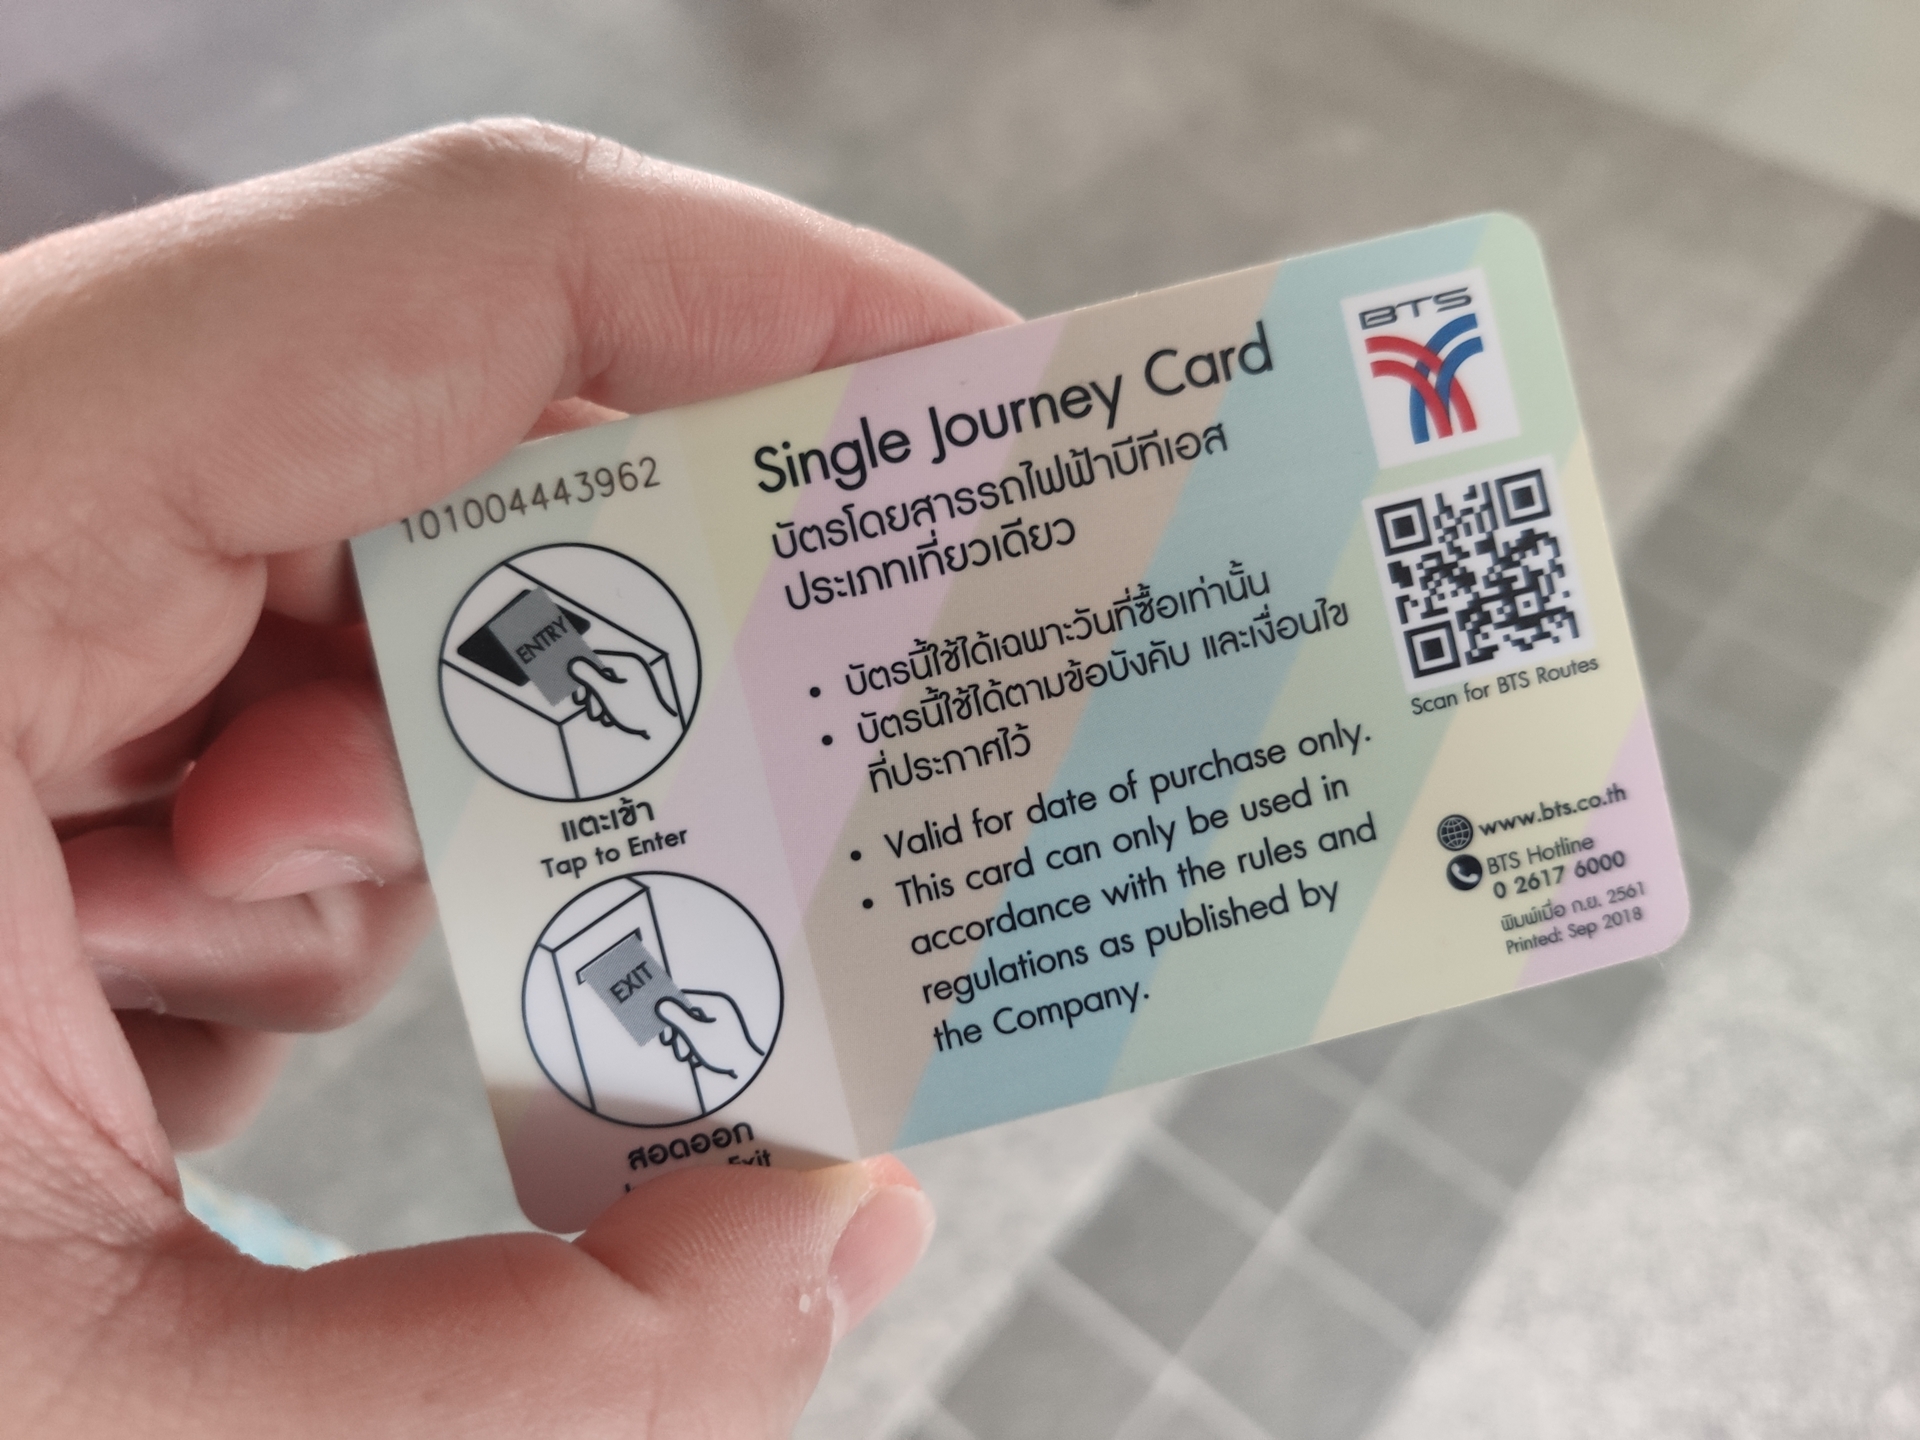 101004443962
ENTRY
แตะเข้า
Tap to Enter
EXIT
สอดออก
Exit
Single Journey Card
บัตรโดยสารรถไฟฟ้าบีทีเอส
ประเภทเที่ยวเดียว
• บัตรนี้ใช้ได้เฉพาะวันที่ซื้อเท่านั้น
• บัตรนี้ใช้ได้ตามข้อบังคับ และเงื่อนไข
ที่ประกาศไว้
• Valid for date of purchase only.
• This card can only be used in
accordance with the rules and
regulations as published by
the Company.
BTS
Scan for BTS Routes
www.bts.co.th
BTS Hotline
0 2617 6000
พิมพ์เมื่อ ก.ย. 2561
Printed: Sep 2018